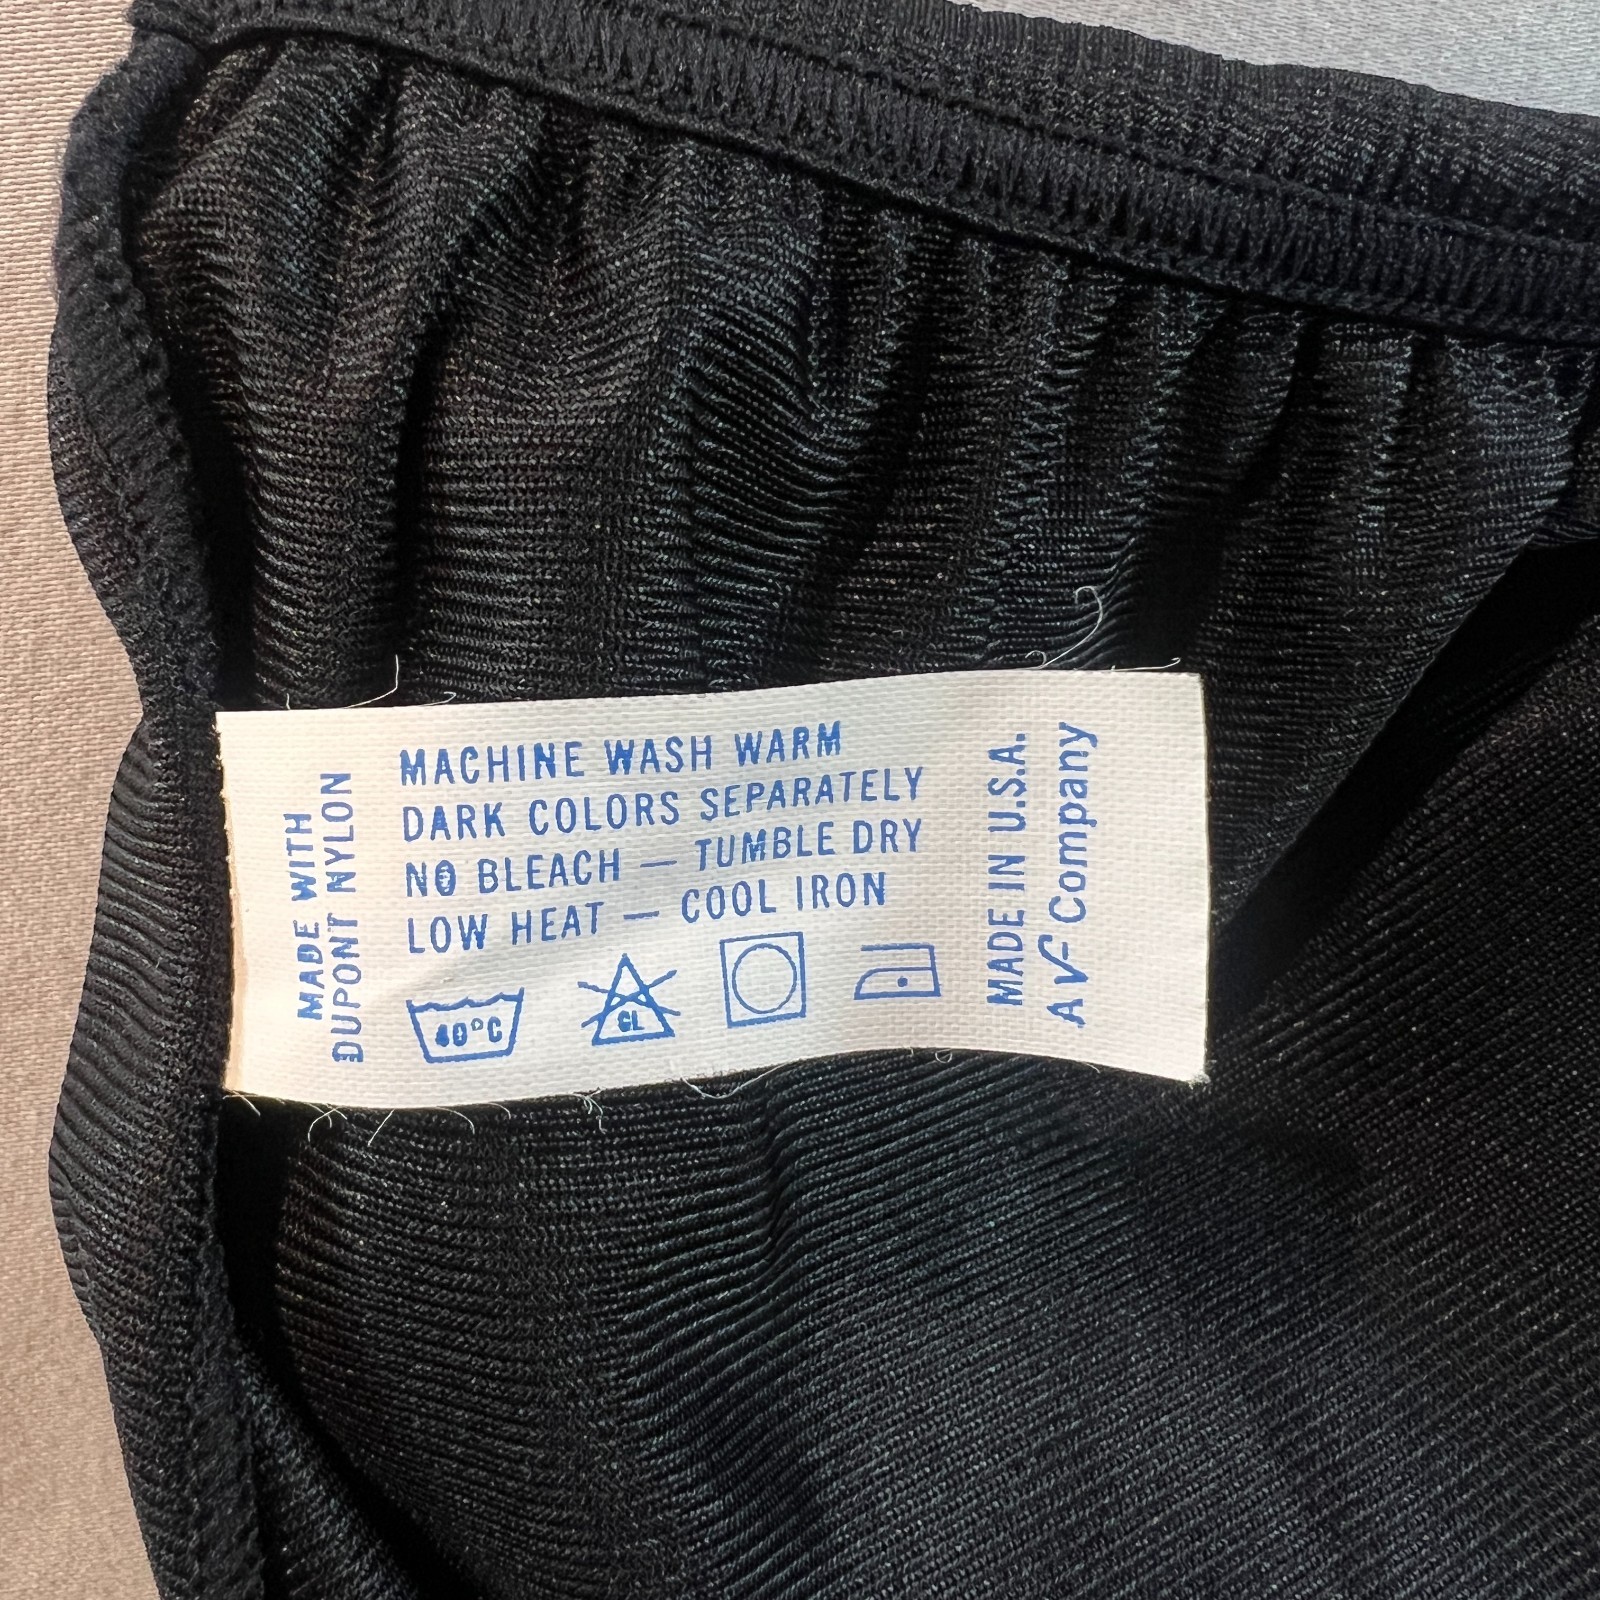 MADE WITH
DUPONT NYLON
MACHINE WASH WARM
DARK COLORS SEPARATELY
NO BLEACH — TUMBLE DRY
LOW HEAT — COOL IRON
40°C
CL
MADE IN U.S.A.
AV- Company